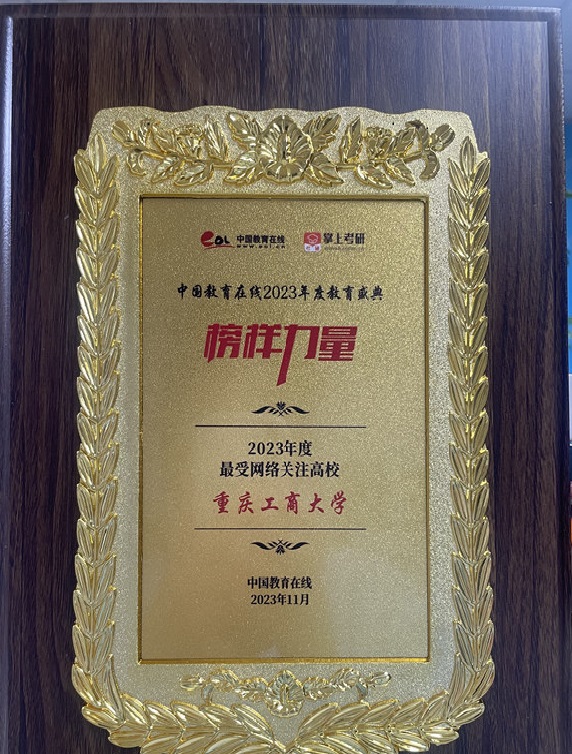 eol 中国教育在线 掌上考研
www.eol.cn
中国教育在线2023年度教育盛典
榜样力量
2023年度
最受网络关注高校
重庆工商大学
中国教育在线
2023年11月